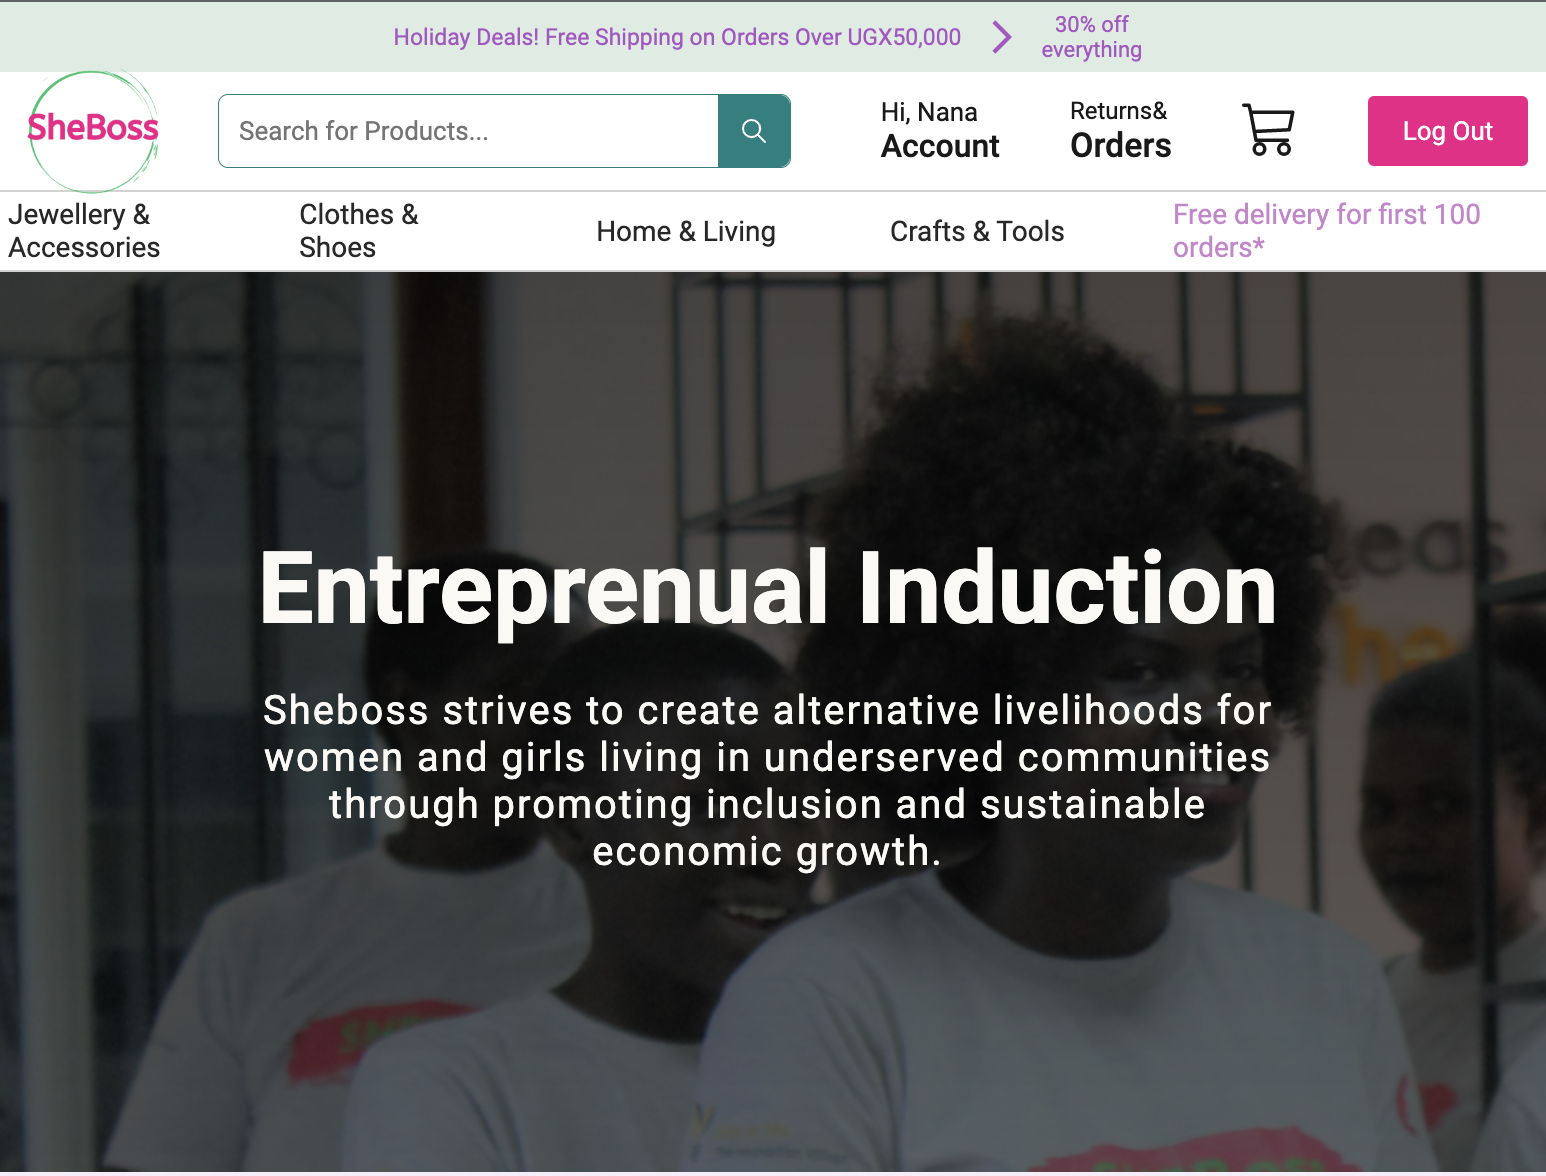 Holiday Deals! Free Shipping on Orders Over UGX50,000
30% off
everything
SheBoss
Search for Products...
Hi, Nana
Account
Returns&
Orders
Log Out
Jewellery &
Accessories
Clothes &
Shoes
Home & Living
Crafts & Tools
Free delivery for first 100
orders*
Entreprenual Induction
Sheboss strives to create alternative livelihoods for
women and girls living in underserved communities
through promoting inclusion and sustainable
economic growth.